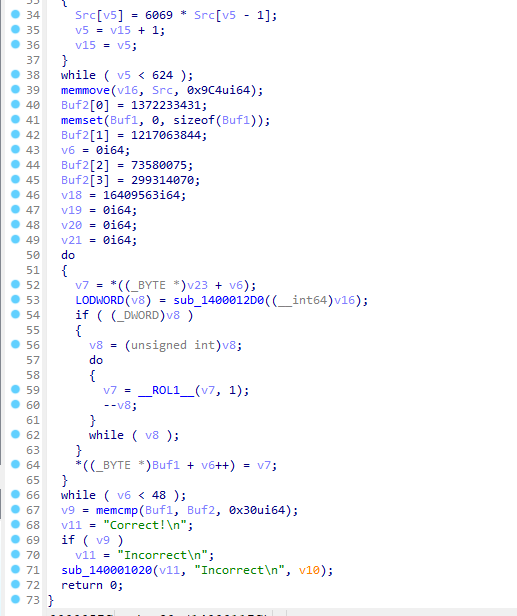 34 Src[v5] = 6069 * Src[v5 - 1];
35 v5 = v15 + 1;
36 v15 = v5;
37 }
38 while ( v5 < 624 );
39 memmove(v16, Src, 0x9C4ui64);
40 Buf2[0] = 1372233431;
41 memset(Buf1, 0, sizeof(Buf1));
42 Buf2[1] = 1217063844;
43 v6 = 0i64;
44 Buf2[2] = 73580075;
45 Buf2[3] = 299314070;
46 v18 = 16409563i64;
47 v19 = 0i64;
48 v20 = 0i64;
49 v21 = 0i64;
50 do
51 {
52 v7 = *((_BYTE *)v23 + v6);
53 LODWORD(v8) = sub_1400012D0((__int64)v16);
54 if ( (_DWORD)v8 )
55 {
56 v8 = (unsigned int)v8;
57 do
58 {
59 v7 = __ROL1__(v7, 1);
60 --v8;
61 }
62 while ( v8 );
63 }
64 *((_BYTE *)Buf1 + v6++) = v7;
65 }
66 while ( v6 < 48 );
67 v9 = memcmp(Buf1, Buf2, 0x30ui64);
68 v11 = "Correct!\n";
69 if ( v9 )
70 v11 = "Incorrect\n";
71 sub_140001020(v11, "Incorrect\n", v10);
72 return 0;
73 }